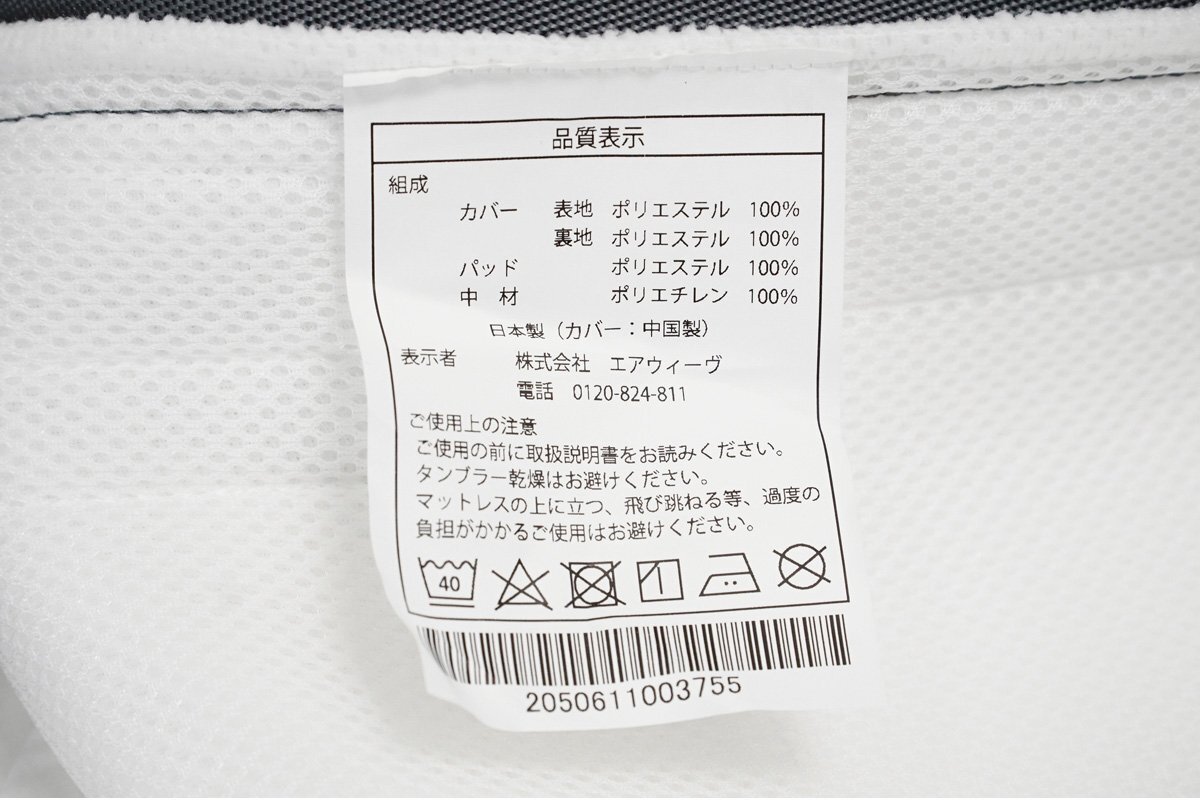 品質表示
組成
カバー 表地 ポリエステル 100%
裏地 ポリエステル 100%
パッド ポリエステル 100%
中 材 ポリエチレン 100%
日本製（カバー：中国製）
表示者 株式会社 エアウィーヴ
電話 0120-824-811
ご使用上の注意
ご使用の前に取扱説明書をお読みください。
タンブラー乾燥はお避けください。
マットレスの上に立つ、飛び跳ねる等、過度の
負担がかかるご使用はお避けください。
40
2050611003755